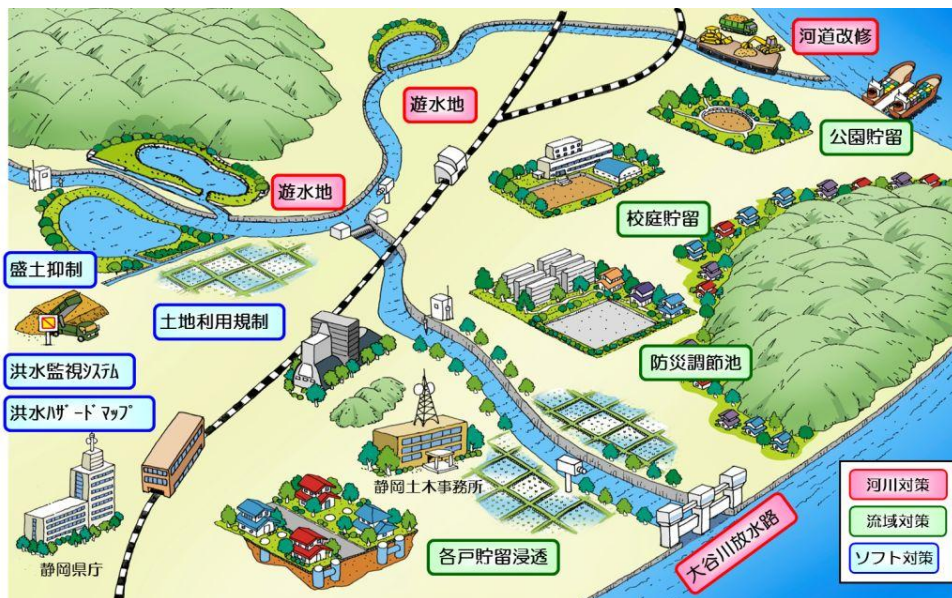 河道改修
遊水地
公園貯留
遊水地
校庭貯留
盛土抑制
土地利用規制
防災調節池
洪水監視ｼｽﾃﾑ
洪水ﾊｻﾞｰﾄﾞﾏｯﾌﾟ
静岡土木事務所
河川対策
流域対策
ソフト対策
大谷川放水路
各戸貯留浸透
静岡県庁